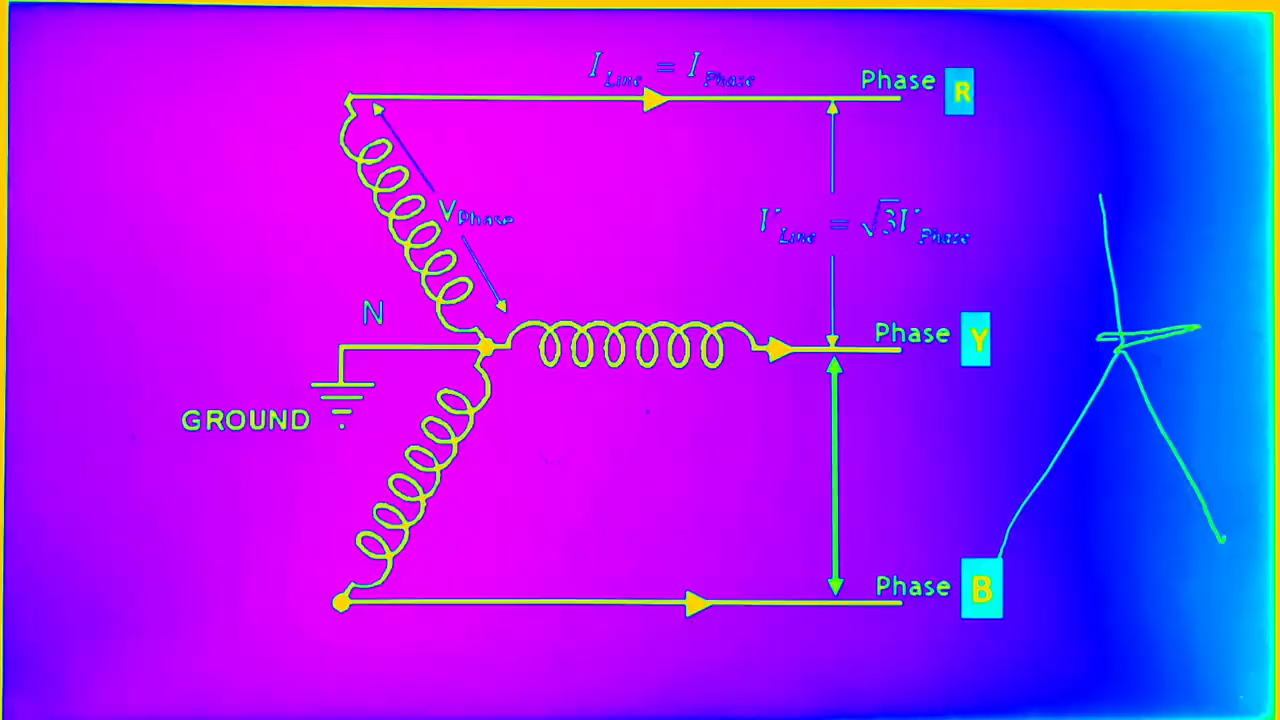 I Line = I Phase
Phase R
V Phase
V Line = √3 V Phase
N
Phase Y
GROUND
Phase B